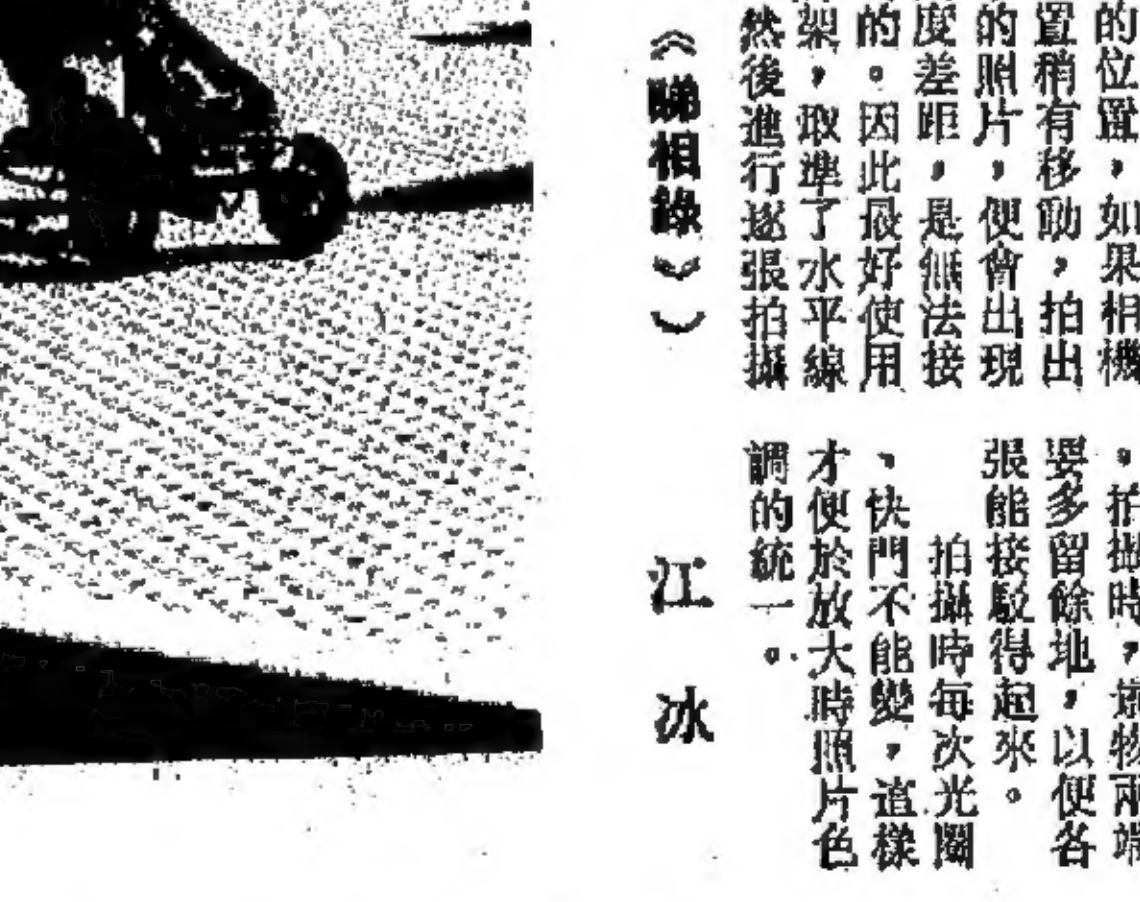 的位置，如果相機
置稍有移動，拍出
的照片，便會出現
度差距，是無法接
的。因此最好使用
架，取準了水平線
然後進行逐張拍攝
《睇相錄》）
。拍攝時，景物兩端
要多留餘地，以便各
張能接駁得起來。
拍攝時每次光圈
、快門不能變，這樣
才便於放大時照片色
調的統一。
江冰